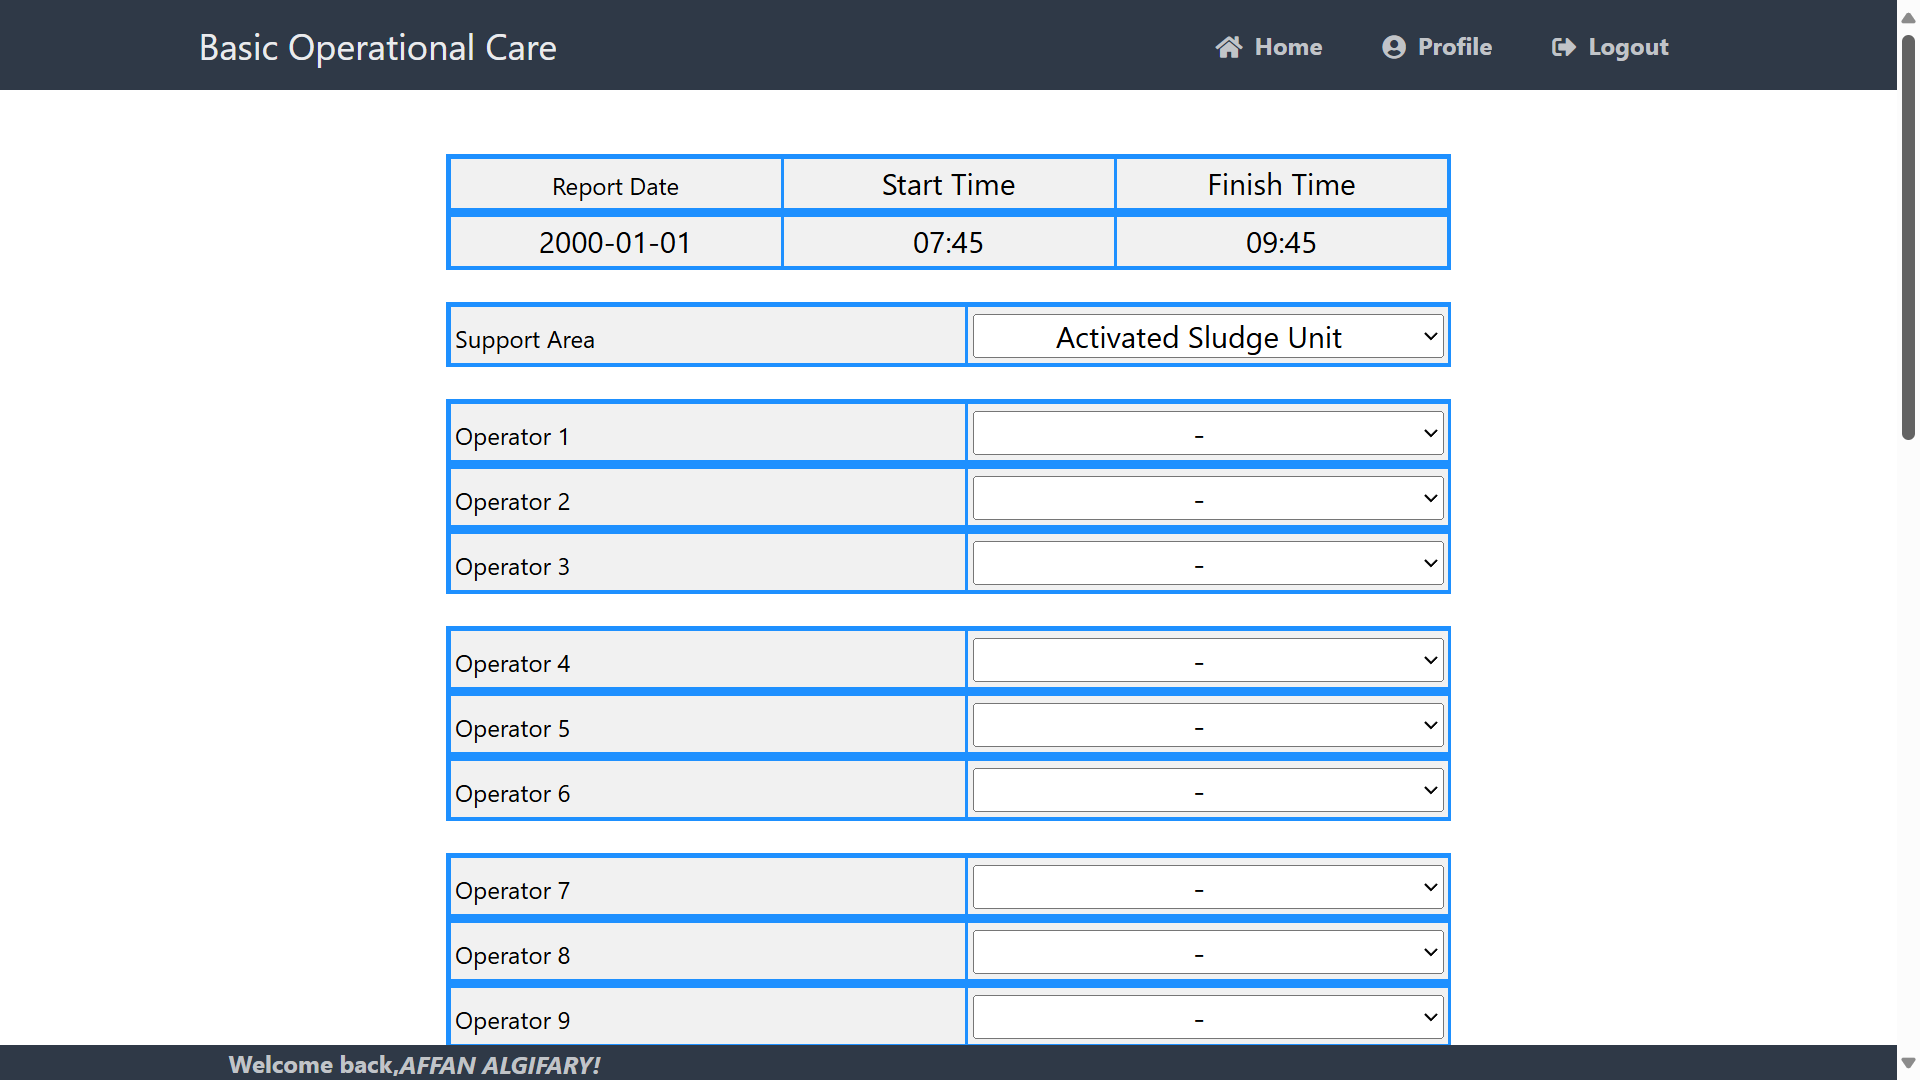 Basic Operational Care
Home Profile Logout
Report Date Start Time Finish Time
2000-01-01 07:45 09:45
Support Area Activated Sludge Unit
Operator 1 -
Operator 2 -
Operator 3 -
Operator 4 -
Operator 5 -
Operator 6 -
Operator 7 -
Operator 8 -
Operator 9 -
Welcome back,AFFAN ALGIFARY!